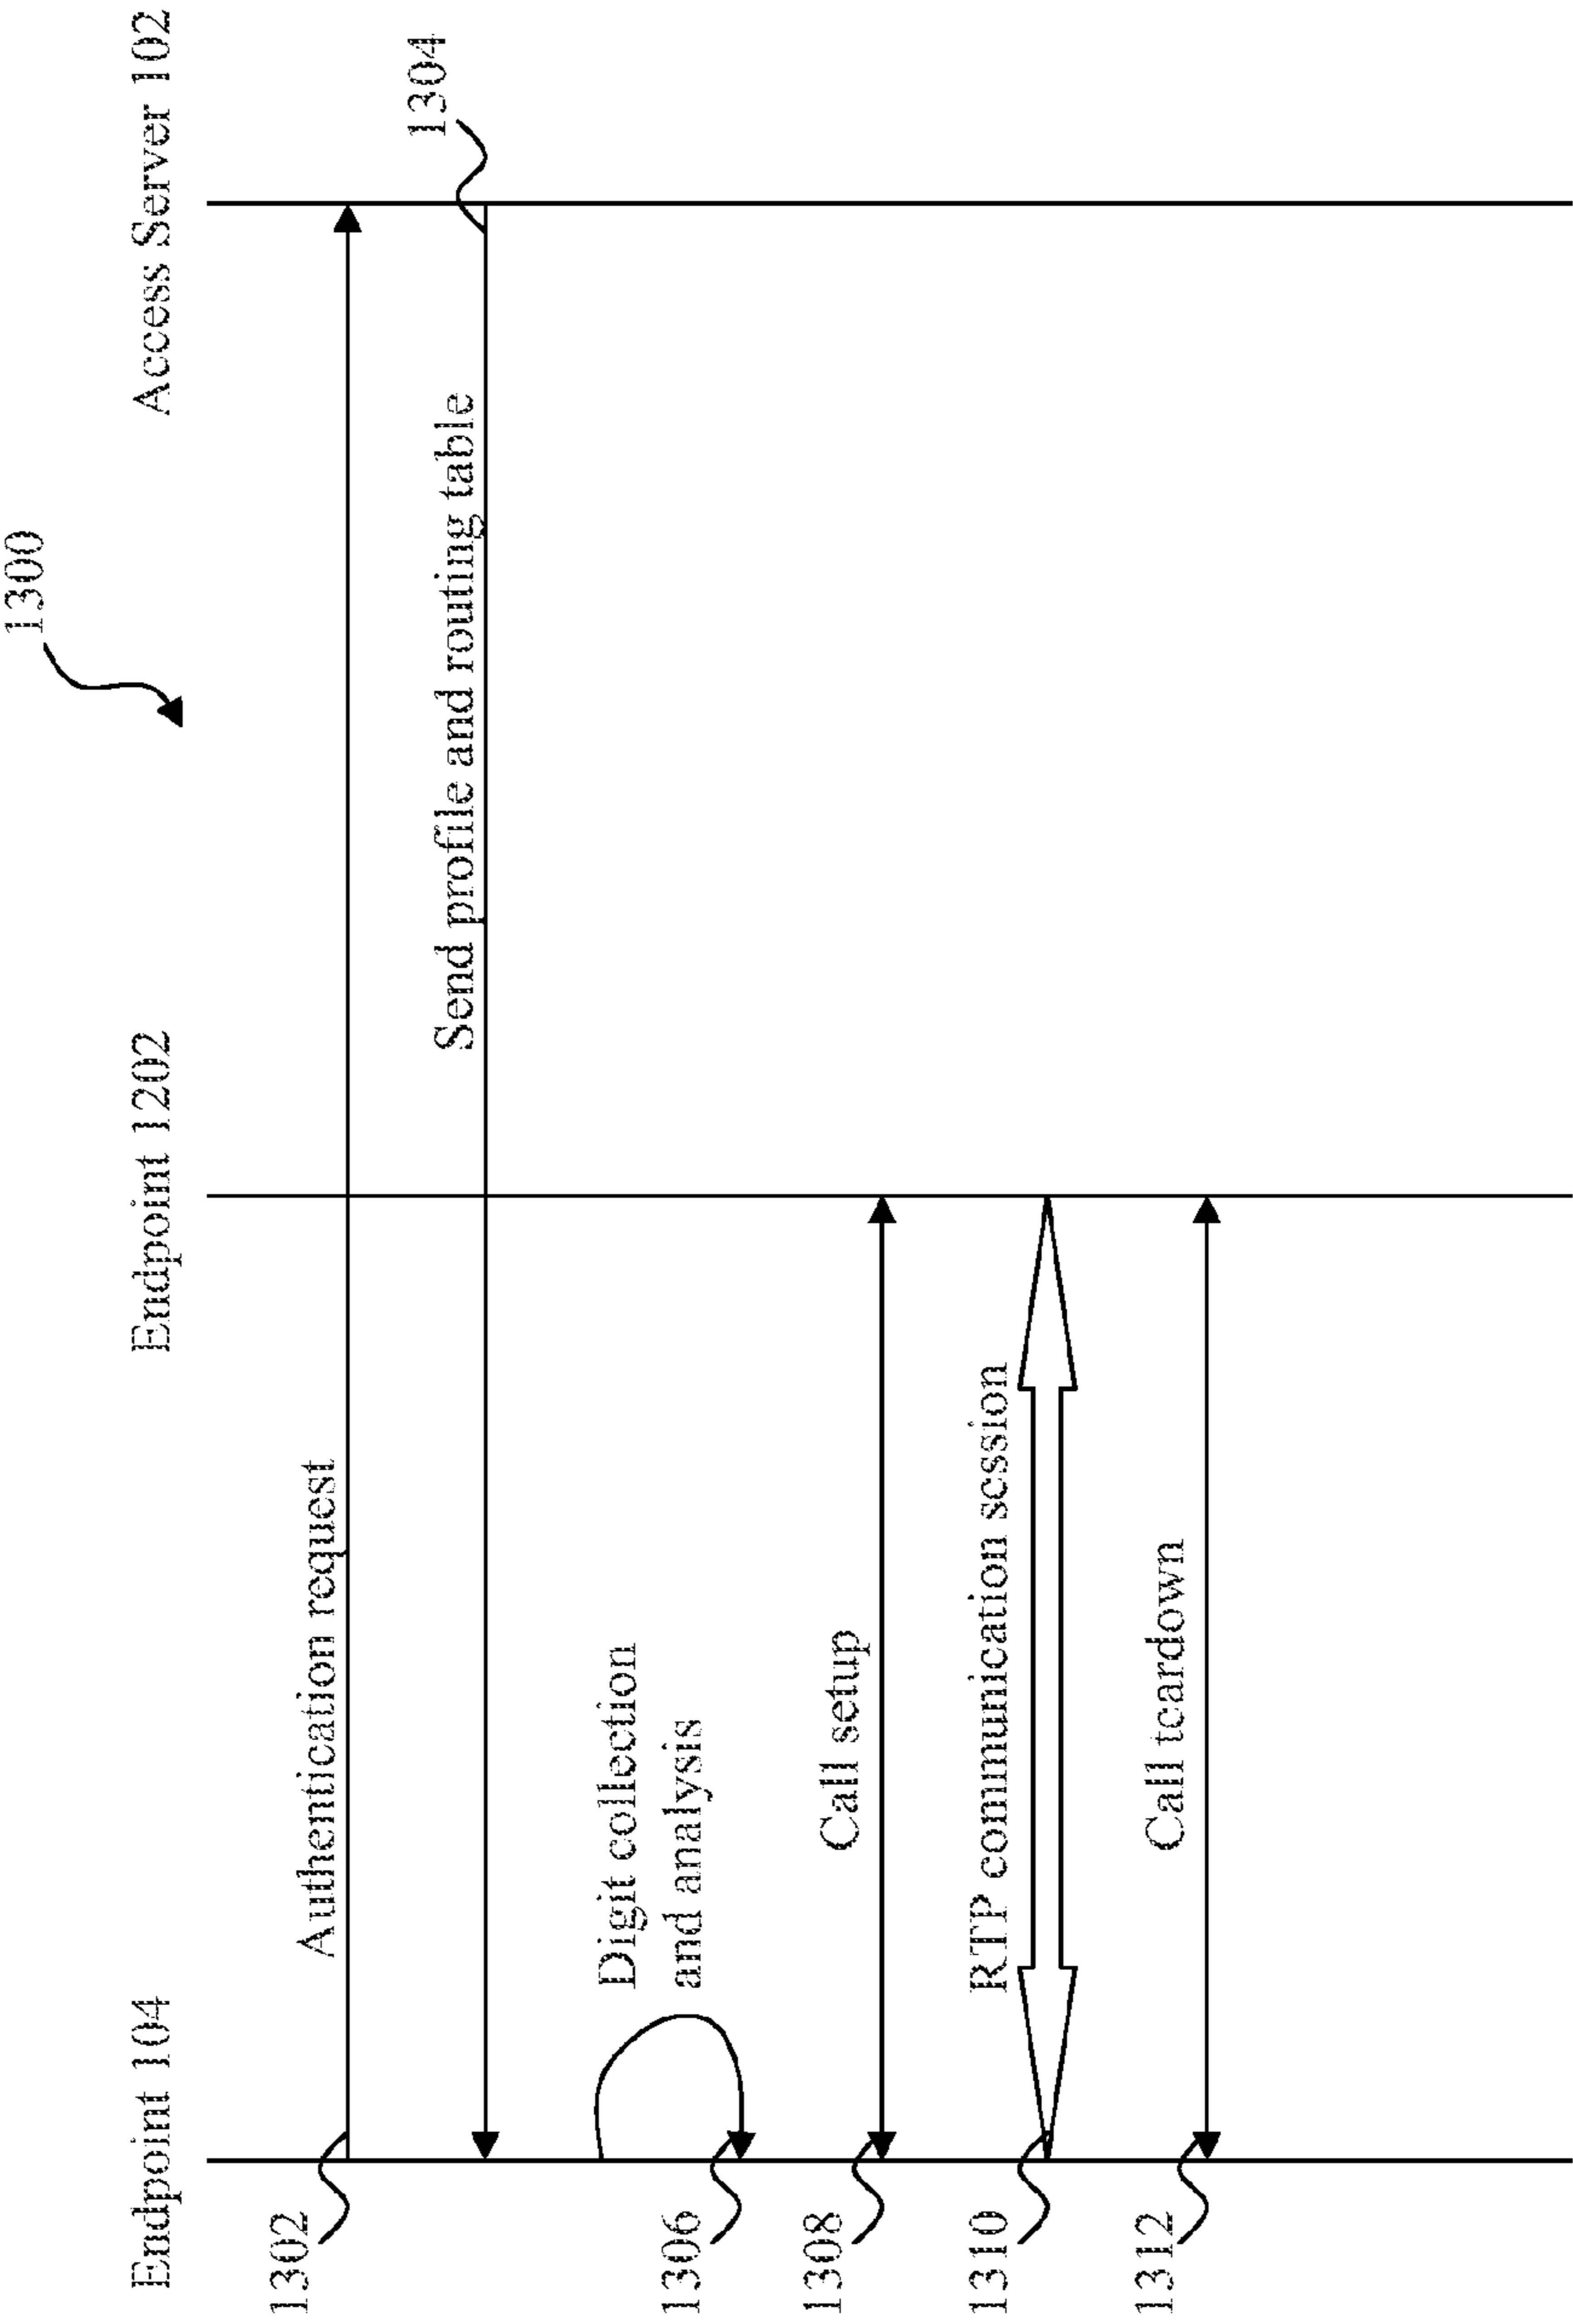 1300
Endpoint 104
Endpoint 1202
Access Server 102
1302
Authentication request
1304
Send profile and routing table
1306
Digit collection
and analysis
1308
Call setup
1310
RTP communication session
1312
Call teardown